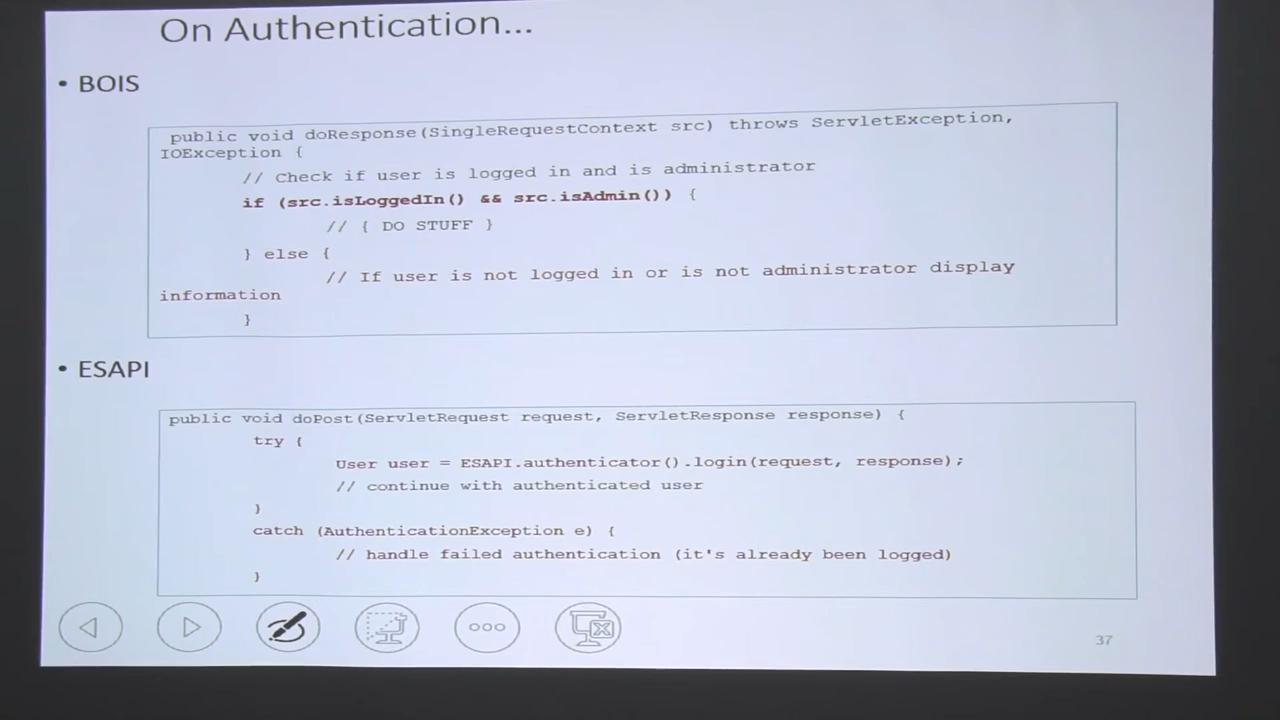 On Authentication...
• BOIS
public void doResponse(SingleRequestContext src) throws ServletException,
IOException {
// Check if user is logged in and is administrator
if (src.isLoggedIn() && src.isAdmin()) {
// { DO STUFF }
} else {
// If user is not logged in or is not administrator display
information
}
• ESAPI
public void doPost(ServletRequest request, ServletResponse response) {
try {
User user = ESAPI.authenticator().login(request, response);
// continue with authenticated user
}
catch (AuthenticationException e) {
// handle failed authentication (it's already been logged)
}
37